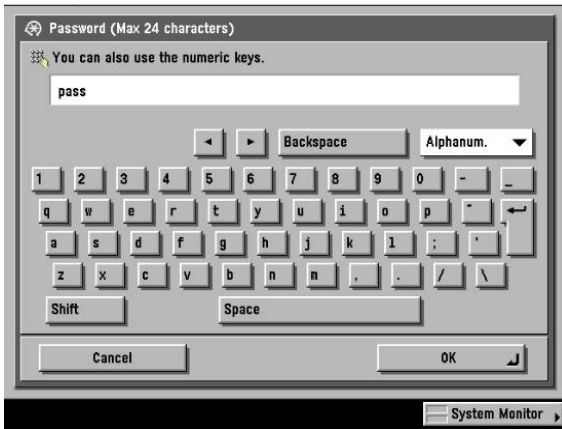 Password (Max 24 characters)
You can also use the numeric keys.
pass
◄ ► Backspace Alphanum. ▼
1 2 3 4 5 6 7 8 9 0 - _
q w e r t y u i o p ˜
a s d f g h j k l ; '
z x c v b n m , . / \
Shift Space
Cancel OK
System Monitor